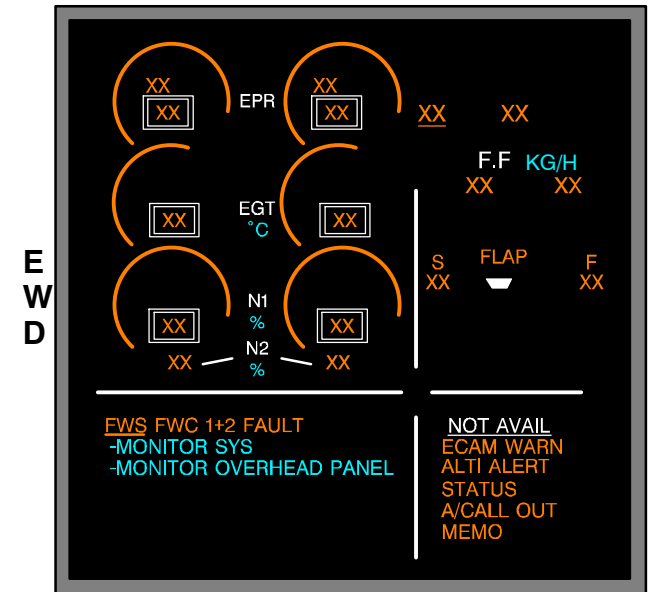 E
W
D
XX XX
XX EPR XX XX XX
F.F KG/H
XX XX
XX EGT XX
°C
S FLAP F
XX XX
N1
XX % XX
N2
XX XX
%
FWS FWC 1+2 FAULT
-MONITOR SYS
-MONITOR OVERHEAD PANEL
NOT AVAIL
ECAM WARN
ALTI ALERT
STATUS
A/CALL OUT
MEMO